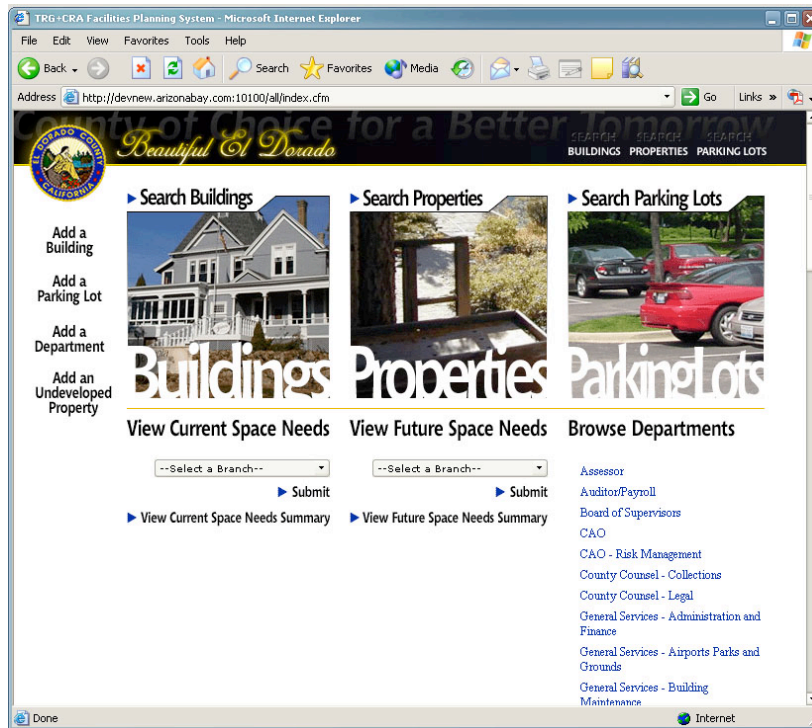 TRG+CRA Facilities Planning System - Microsoft Internet Explorer
File Edit View Favorites Tools Help
Back Search Favorites Media
Address http://devnew.arizonabay.com:10100/all/index.cfm Go Links »
County of Choice for a Better Tomorrow
EL DORADO COUNTY
CALIFORNIA
Beautiful El Dorado
SEARCH SEARCH SEARCH
BUILDINGS PROPERTIES PARKING LOTS
Search Buildings Search Properties Search Parking Lots
Add a
Building
Add a
Parking Lot
Add a
Department
Add an
Undeveloped
Property
Buildings Properties ParkingLots
View Current Space Needs View Future Space Needs Browse Departments
--Select a Branch-- --Select a Branch--
Submit Submit
View Current Space Needs Summary View Future Space Needs Summary
Assessor
Auditor/Payroll
Board of Supervisors
CAO
CAO - Risk Management
County Counsel - Collections
County Counsel - Legal
General Services - Administration and
Finance
General Services - Airports Parks and
Grounds
General Services - Building
Maintenance
Done Internet